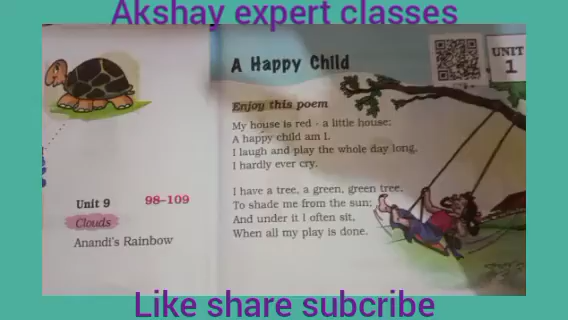 Akshay expert classes
Unit 9 98-109
Clouds
Anandi's Rainbow
A Happy Child
UNIT
1
Enjoy this poem
My house is red - a little house;
A happy child am I.
I laugh and play the whole day long,
I hardly ever cry.
I have a tree, a green, green tree,
To shade me from the sun;
And under it I often sit,
When all my play is done.
Like share subcribe